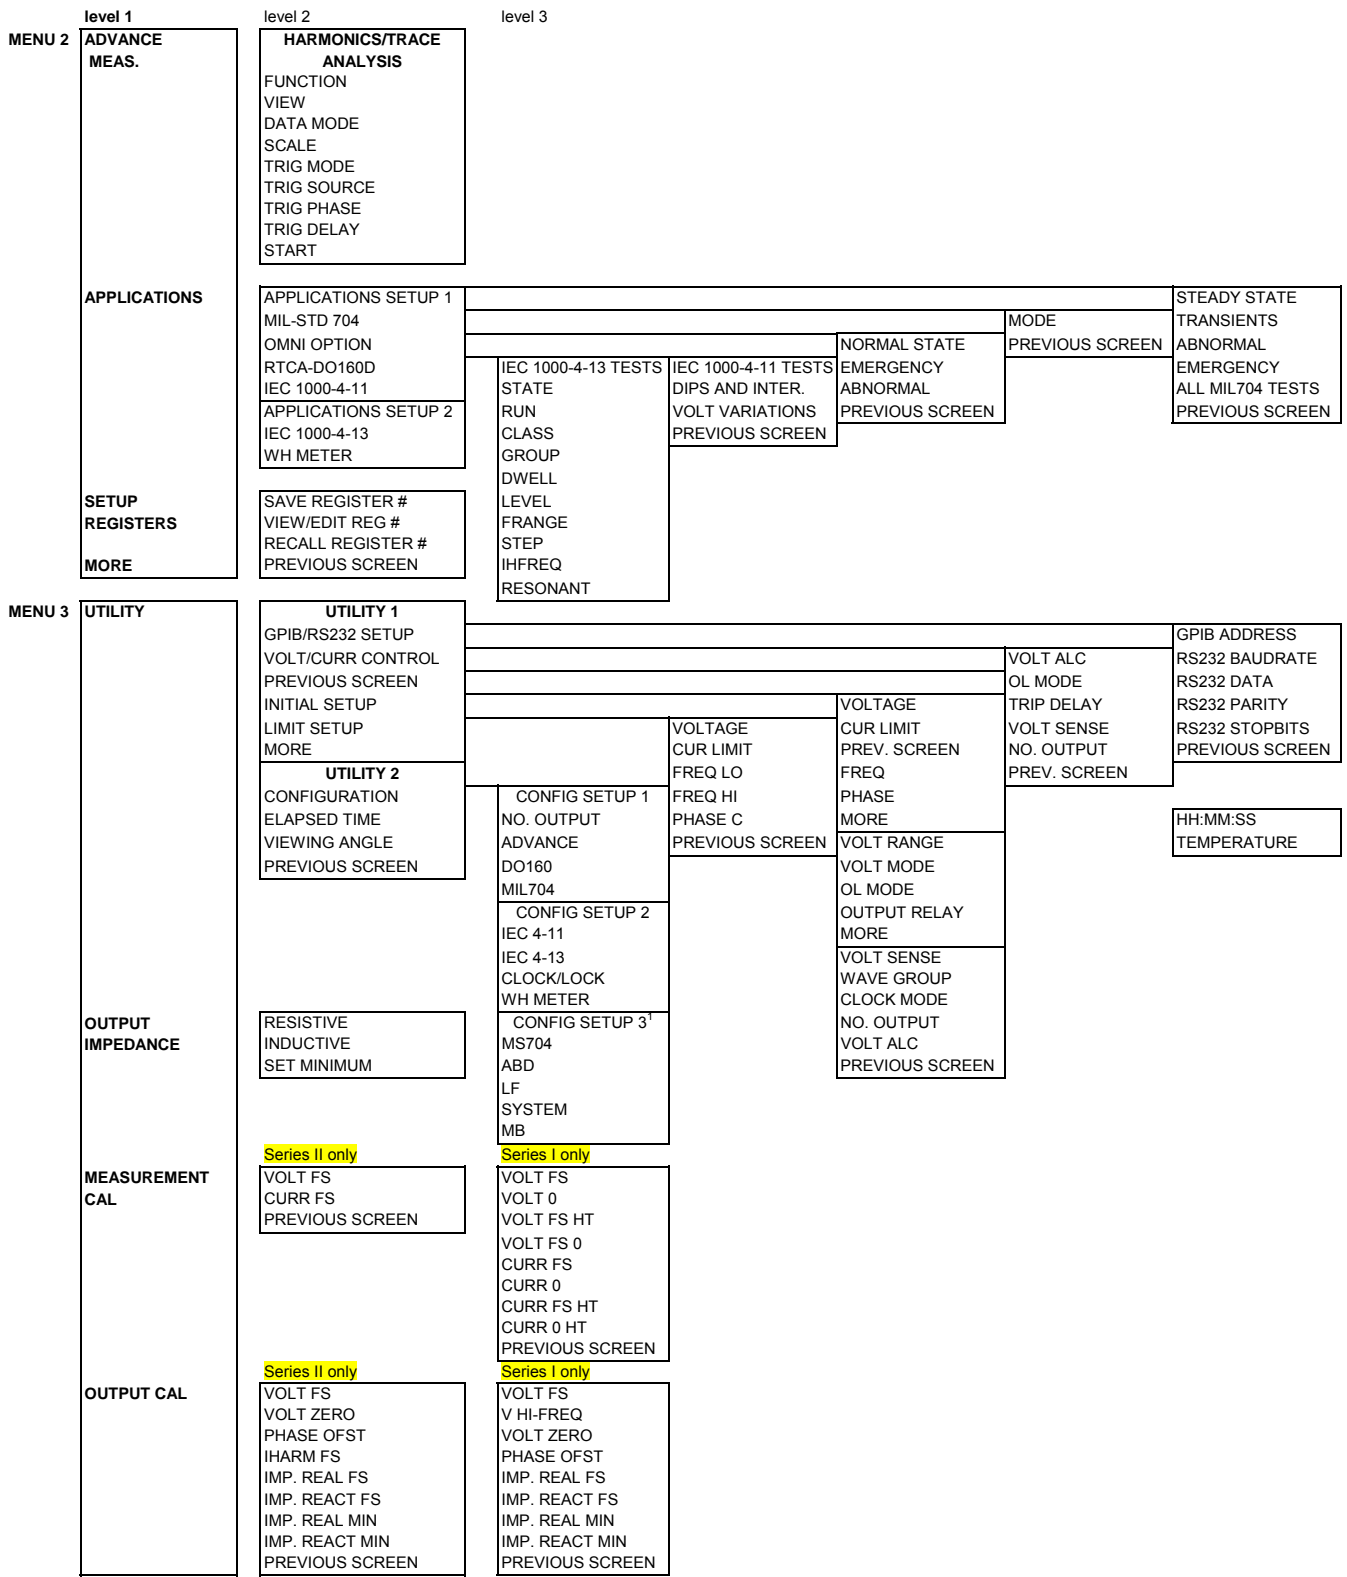 level 1 level 2 level 3
MENU 2 ADVANCE HARMONICS/TRACE
MEAS. ANALYSIS
FUNCTION
VIEW
DATA MODE
SCALE
TRIG MODE
TRIG SOURCE
TRIG PHASE
TRIG DELAY
START
APPLICATIONS APPLICATIONS SETUP 1 STEADY STATE
MIL-STD 704 MODE TRANSIENTS
OMNI OPTION NORMAL STATE PREVIOUS SCREEN ABNORMAL
RTCA-DO160D IEC 1000-4-13 TESTS IEC 1000-4-11 TESTS EMERGENCY EMERGENCY
IEC 1000-4-11 STATE DIPS AND INTER. ABNORMAL ALL MIL704 TESTS
APPLICATIONS SETUP 2 RUN VOLT VARIATIONS PREVIOUS SCREEN PREVIOUS SCREEN
IEC 1000-4-13 CLASS PREVIOUS SCREEN
WH METER GROUP
DWELL
SETUP SAVE REGISTER # LEVEL
REGISTERS VIEW/EDIT REG # FRANGE
RECALL REGISTER # STEP
MORE PREVIOUS SCREEN IHFREQ
RESONANT
MENU 3 UTILITY UTILITY 1
GPIB/RS232 SETUP GPIB ADDRESS
VOLT/CURR CONTROL VOLT ALC RS232 BAUDRATE
PREVIOUS SCREEN OL MODE RS232 DATA
INITIAL SETUP VOLTAGE TRIP DELAY RS232 PARITY
LIMIT SETUP VOLTAGE CUR LIMIT VOLT SENSE RS232 STOPBITS
MORE CUR LIMIT PREV. SCREEN NO. OUTPUT PREVIOUS SCREEN
UTILITY 2 FREQ LO FREQ PREV. SCREEN
CONFIGURATION CONFIG SETUP 1 FREQ HI PHASE
ELAPSED TIME NO. OUTPUT PHASE C MORE HH:MM:SS
VIEWING ANGLE ADVANCE PREVIOUS SCREEN VOLT RANGE TEMPERATURE
PREVIOUS SCREEN DO160 VOLT MODE
MIL704 OL MODE
CONFIG SETUP 2 OUTPUT RELAY
IEC 4-11 MORE
IEC 4-13 VOLT SENSE
CLOCK/LOCK WAVE GROUP
WH METER CLOCK MODE
OUTPUT RESISTIVE CONFIG SETUP 3¹ NO. OUTPUT
IMPEDANCE INDUCTIVE MS704 VOLT ALC
SET MINIMUM ABD PREVIOUS SCREEN
LF
SYSTEM
MB
Series II only Series I only
MEASUREMENT VOLT FS VOLT FS
CAL CURR FS VOLT 0
PREVIOUS SCREEN VOLT FS HT
VOLT FS 0
CURR FS
CURR 0
CURR FS HT
CURR 0 HT
PREVIOUS SCREEN
Series II only Series I only
OUTPUT CAL VOLT FS VOLT FS
VOLT ZERO V HI-FREQ
PHASE OFST VOLT ZERO
IHARM FS PHASE OFST
IMP. REAL FS IMP. REAL FS
IMP. REACT FS IMP. REACT FS
IMP. REAL MIN IMP. REAL MIN
IMP. REACT MIN IMP. REACT MIN
PREVIOUS SCREEN PREVIOUS SCREEN